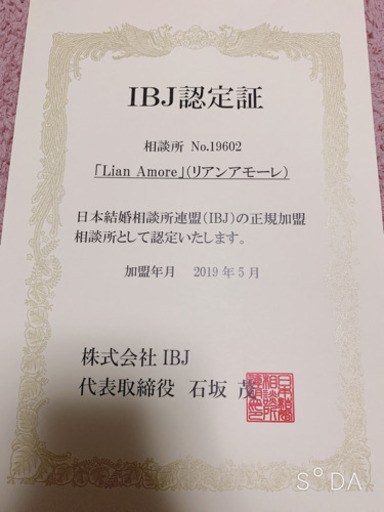 IBJ認定証
相談所 No.19602
「Lian Amore」(リアンアモーレ)
日本結婚相談所連盟(IBJ)の正規加盟
相談所として認定いたします。
加盟年月 2019年5月
株式会社 IBJ
代表取締役 石坂 茂
S°DA